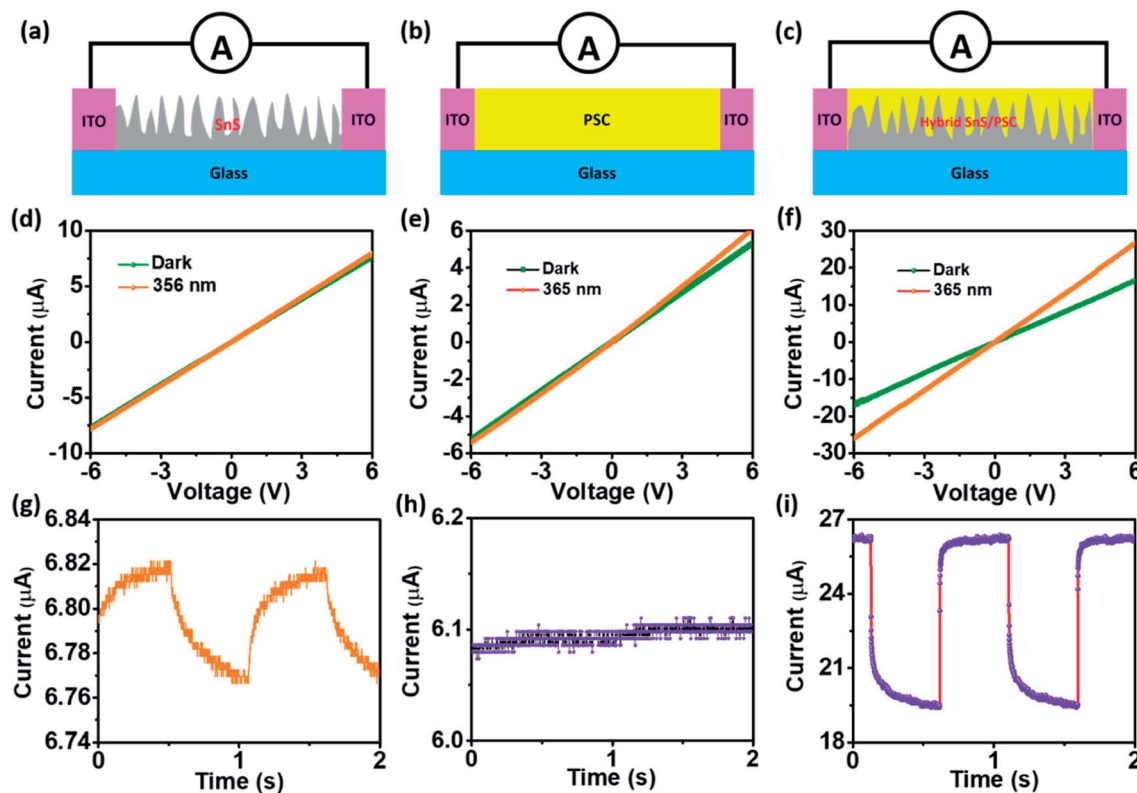 (a)
A
ITO
SnS
ITO
Glass
(b)
A
ITO
PSC
ITO
Glass
(c)
A
ITO
Hybrid SnS/PSC
ITO
Glass
(d)
10
5
0
-5
-10
Current (μA)
Dark
356 nm
-6 -3 0 3 6
Voltage (V)
(e)
6
4
2
0
-2
-4
-6
Current (μA)
Dark
365 nm
-6 -3 0 3 6
Voltage (V)
(f)
30
20
10
0
-10
-20
-30
Current (μA)
Dark
365 nm
-6 -3 0 3 6
Voltage (V)
(g)
6.84
6.82
6.80
6.78
6.76
6.74
Current (μA)
0 1 2
Time (s)
(h)
6.2
6.1
6.0
Current (μA)
0 1 2
Time (s)
(i)
27
24
21
18
Current (μA)
0 1 2
Time (s)